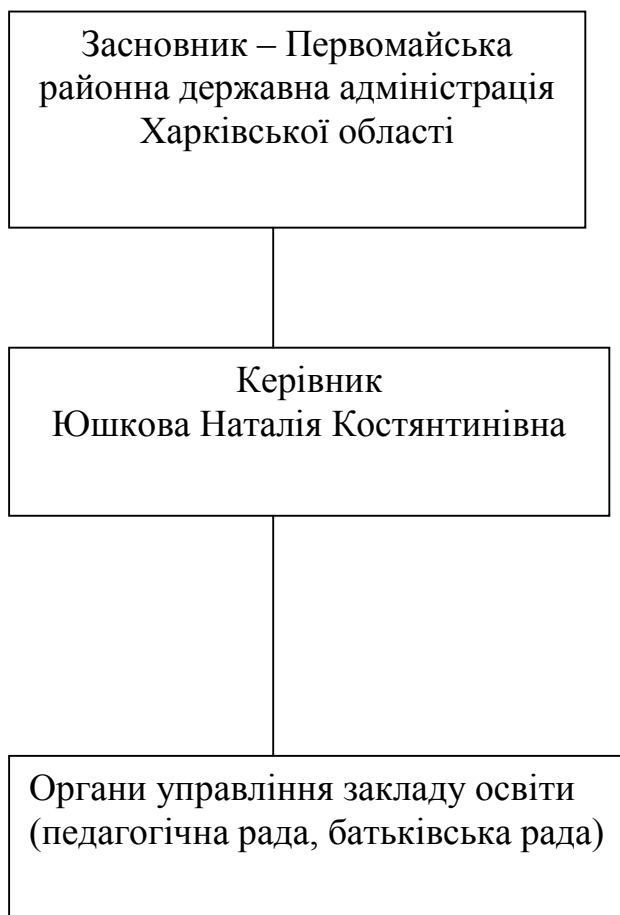 Засновник – Первомайська
районна державна адміністрація
Харківської області
Керівник
Юшкова Наталія Костянтинівна
Органи управління закладу освіти
(педагогічна рада, батьківська рада)